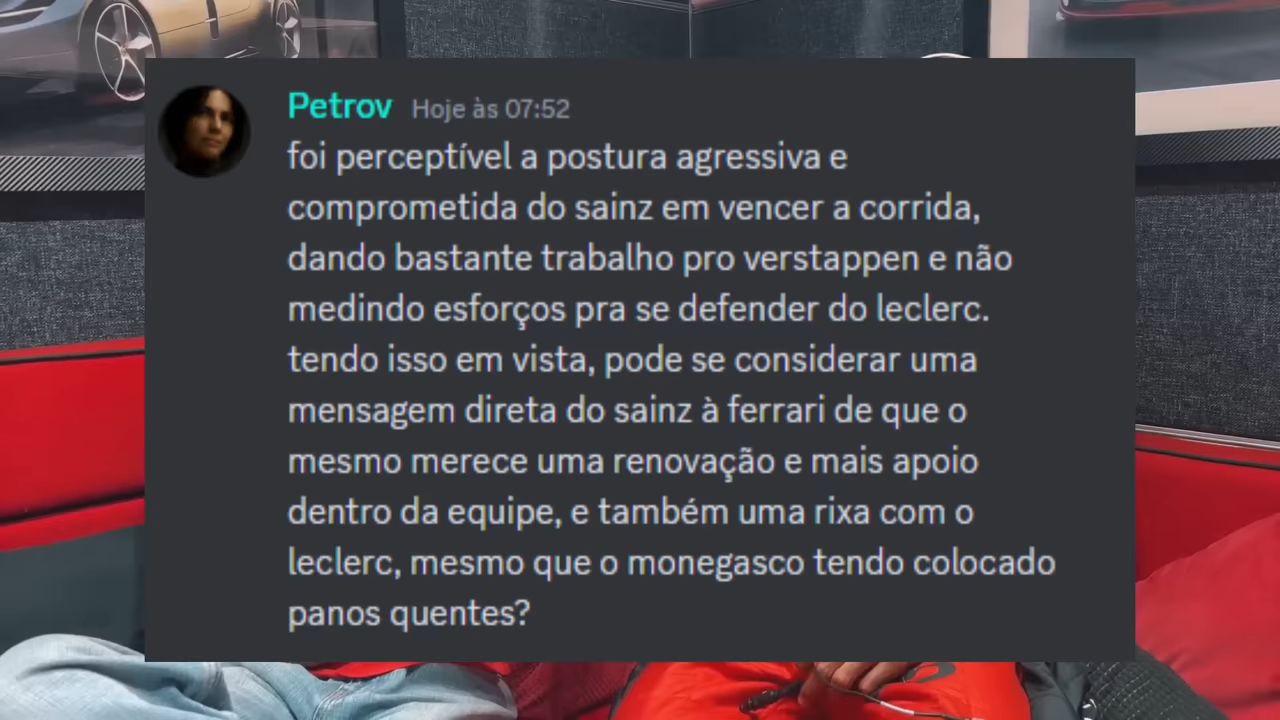 Petrov Hoje às 07:52
foi perceptível a postura agressiva e
comprometida do sainz em vencer a corrida,
dando bastante trabalho pro verstappen e não
medindo esforços pra se defender do leclerc.
tendo isso em vista, pode se considerar uma
mensagem direta do sainz à ferrari de que o
mesmo merece uma renovação e mais apoio
dentro da equipe, e também uma rixa com o
leclerc, mesmo que o monegasco tendo colocado
panos quentes?